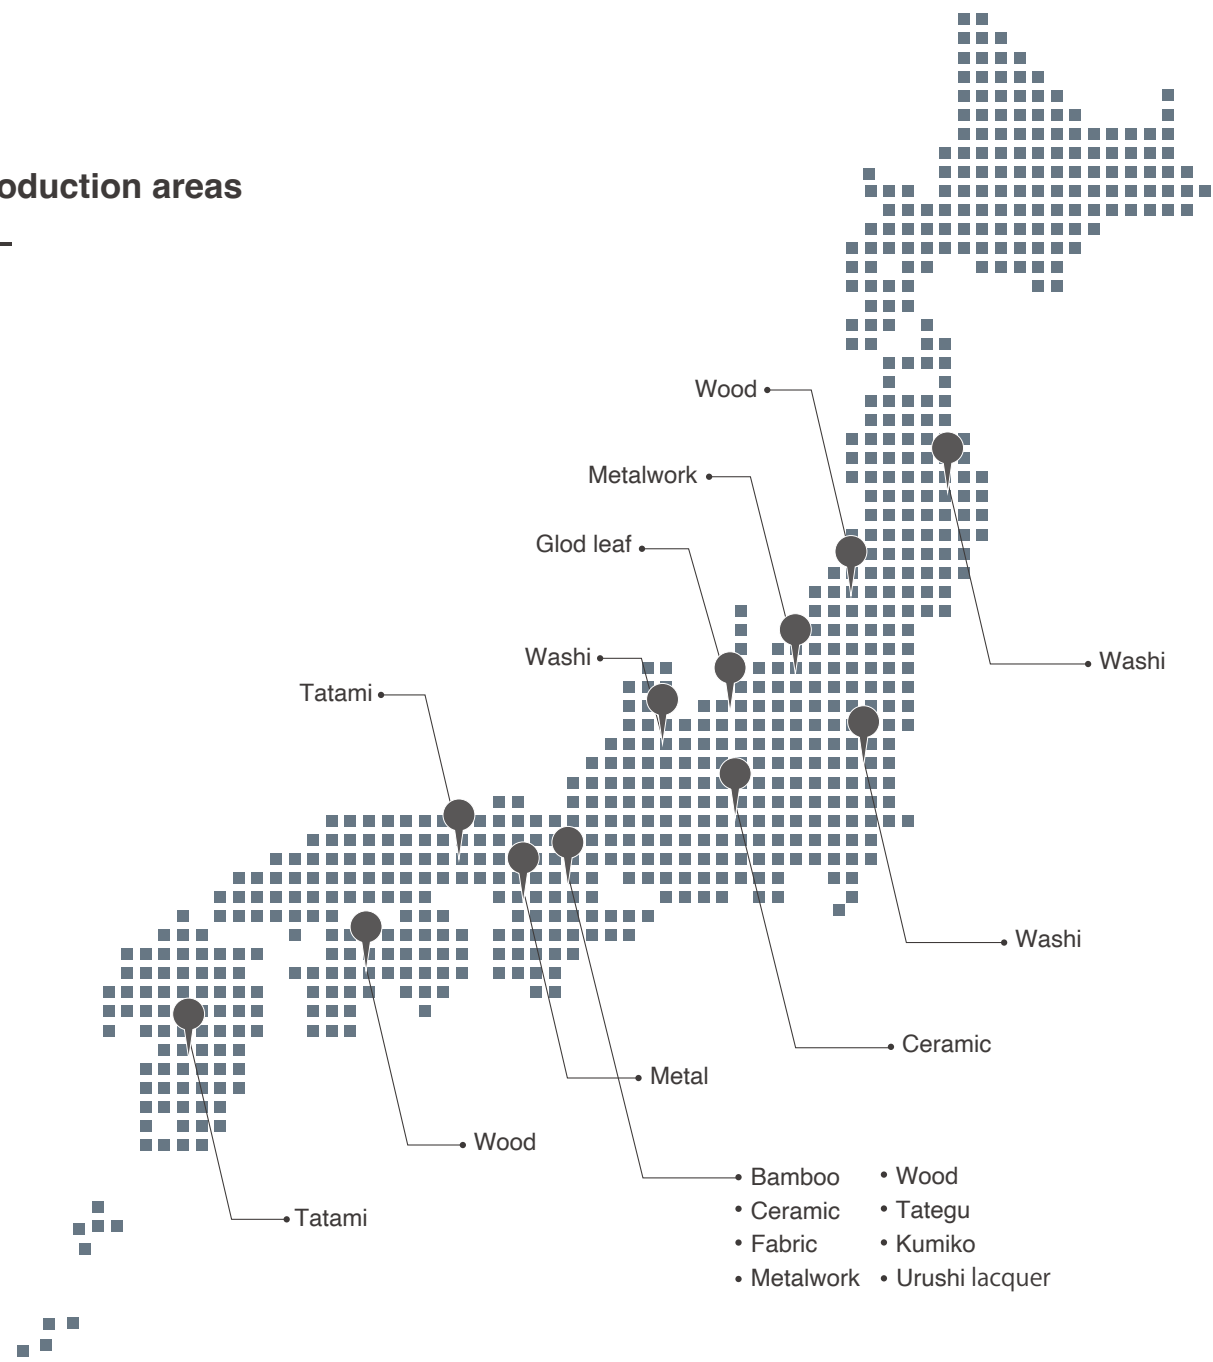 oduction areas
Wood
Metalwork
Glod leaf
Washi
Washi
Tatami
Washi
Ceramic
Metal
Wood
• Bamboo • Wood
• Ceramic • Tategu
• Fabric • Kumiko
• Metalwork • Urushi lacquer
Tatami